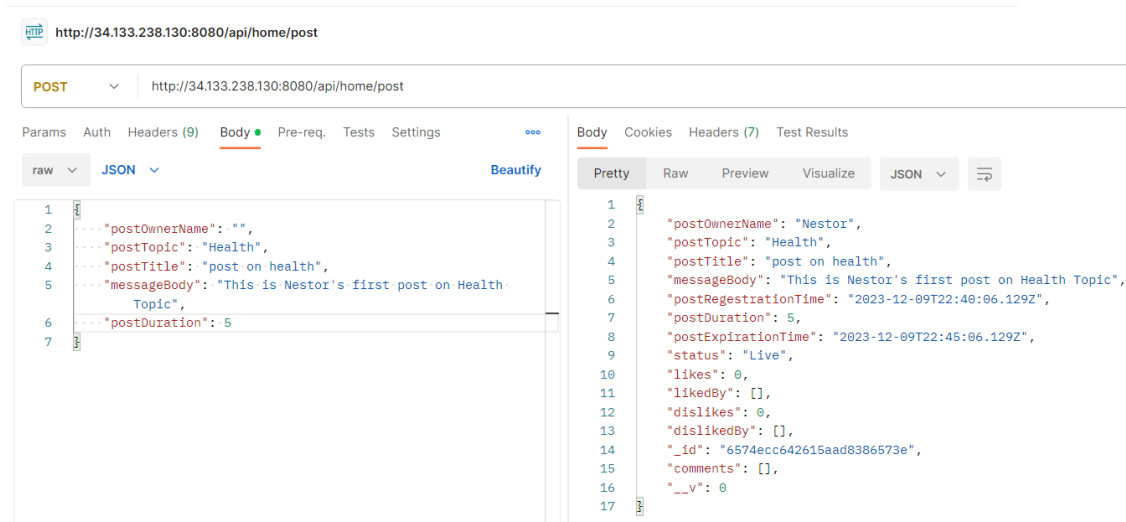 HTTP http://34.133.238.130:8080/api/home/post
POST http://34.133.238.130:8080/api/home/post
Params Auth Headers (9) Body Pre-req. Tests Settings
raw JSON Beautify
1 {
2 "postOwnerName": "",
3 "postTopic": "Health",
4 "postTitle": "post on health",
5 "messageBody": "This is Nestor's first post on Health
Topic",
6 "postDuration": 5
7 }
Body Cookies Headers (7) Test Results
Pretty Raw Preview Visualize JSON
1 {
2 "postOwnerName": "Nestor",
3 "postTopic": "Health",
4 "postTitle": "post on health",
5 "messageBody": "This is Nestor's first post on Health Topic",
6 "postRegestrationTime": "2023-12-09T22:40:06.129Z",
7 "postDuration": 5,
8 "postExpirationTime": "2023-12-09T22:45:06.129Z",
9 "status": "Live",
10 "likes": 0,
11 "likedBy": [],
12 "dislikes": 0,
13 "dislikedBy": [],
14 "_id": "6574ecc642615aad8386573e",
15 "comments": [],
16 "__v": 0
17 }